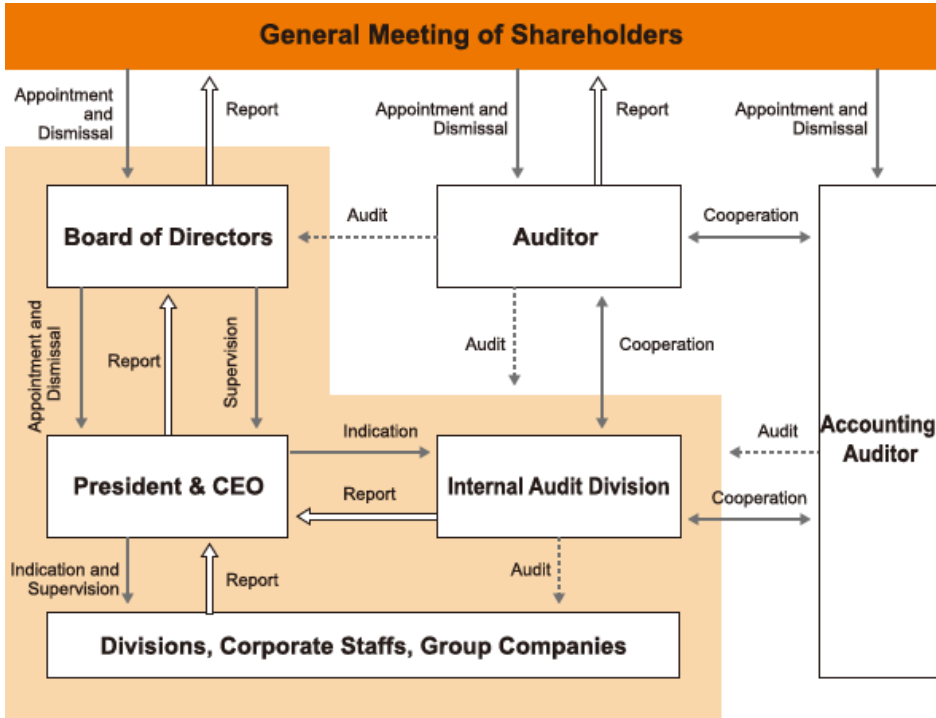 General Meeting of Shareholders
Appointment
and
Dismissal
Report
Appointment and
Dismissal
Report
Appointment and
Dismissal
Board of Directors
Audit
Auditor
Cooperation
Appointment and
Dismissal
Report
Supervision
Audit
Cooperation
Indication
Audit
Accounting
Auditor
President & CEO
Internal Audit Division
Report
Cooperation
Indication and
Supervision
Report
Audit
Divisions, Corporate Staffs, Group Companies